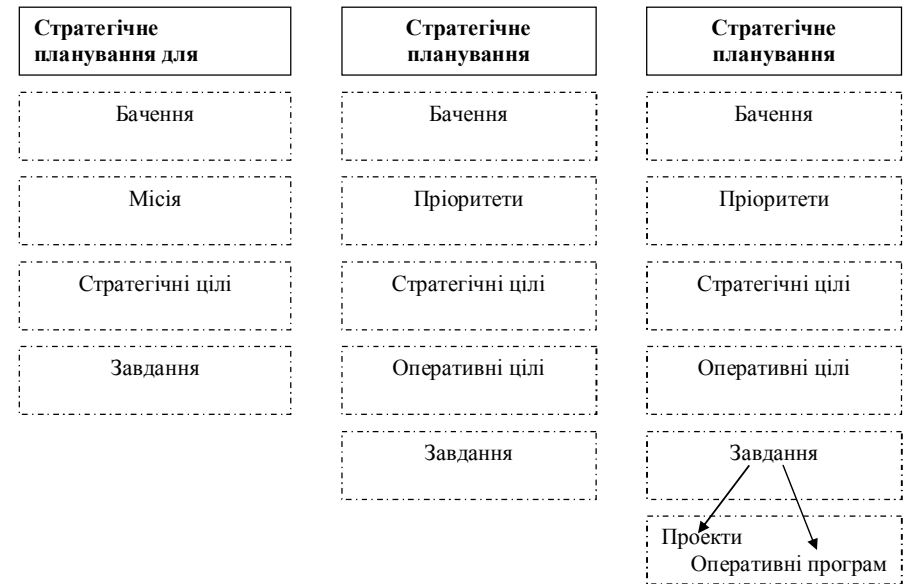 Стратегічне
планування для
Бачення
Місія
Стратегічні цілі
Завдання
Стратегічне
планування
Бачення
Пріоритети
Стратегічні цілі
Оперативні цілі
Завдання
Стратегічне
планування
Бачення
Пріоритети
Стратегічні цілі
Оперативні цілі
Завдання
Проекти
Оперативні програм